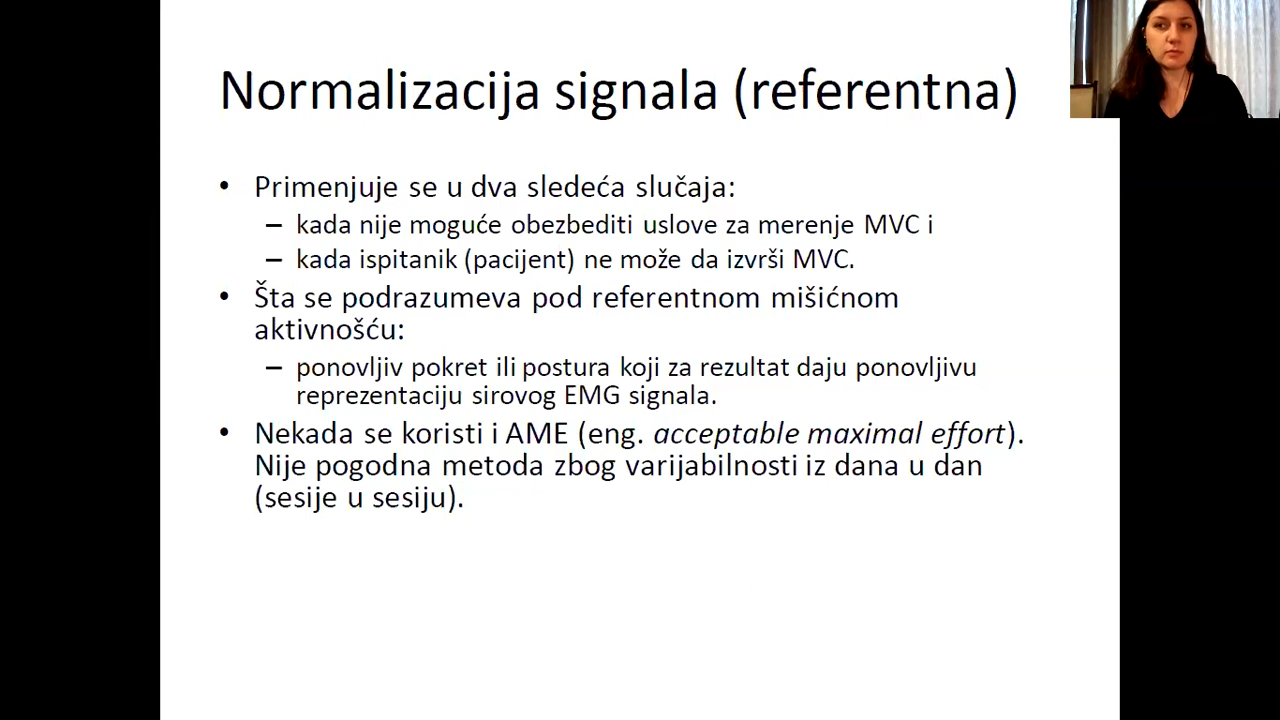 Normalizacija signala (referentna)
• Primenjuje se u dva sledeća slučaja:
– kada nije moguće obezbediti uslove za merenje MVC i
– kada ispitanik (pacijent) ne može da izvrši MVC.
• Šta se podrazumeva pod referentnom mišićnom
aktivnošću:
– ponovljiv pokret ili postura koji za rezultat daju ponovljivu
reprezentaciju sirovog EMG signala.
• Nekada se koristi i AME (eng. acceptable maximal effort).
Nije pogodna metoda zbog varijabilnosti iz dana u dan
(sesije u sesiju).